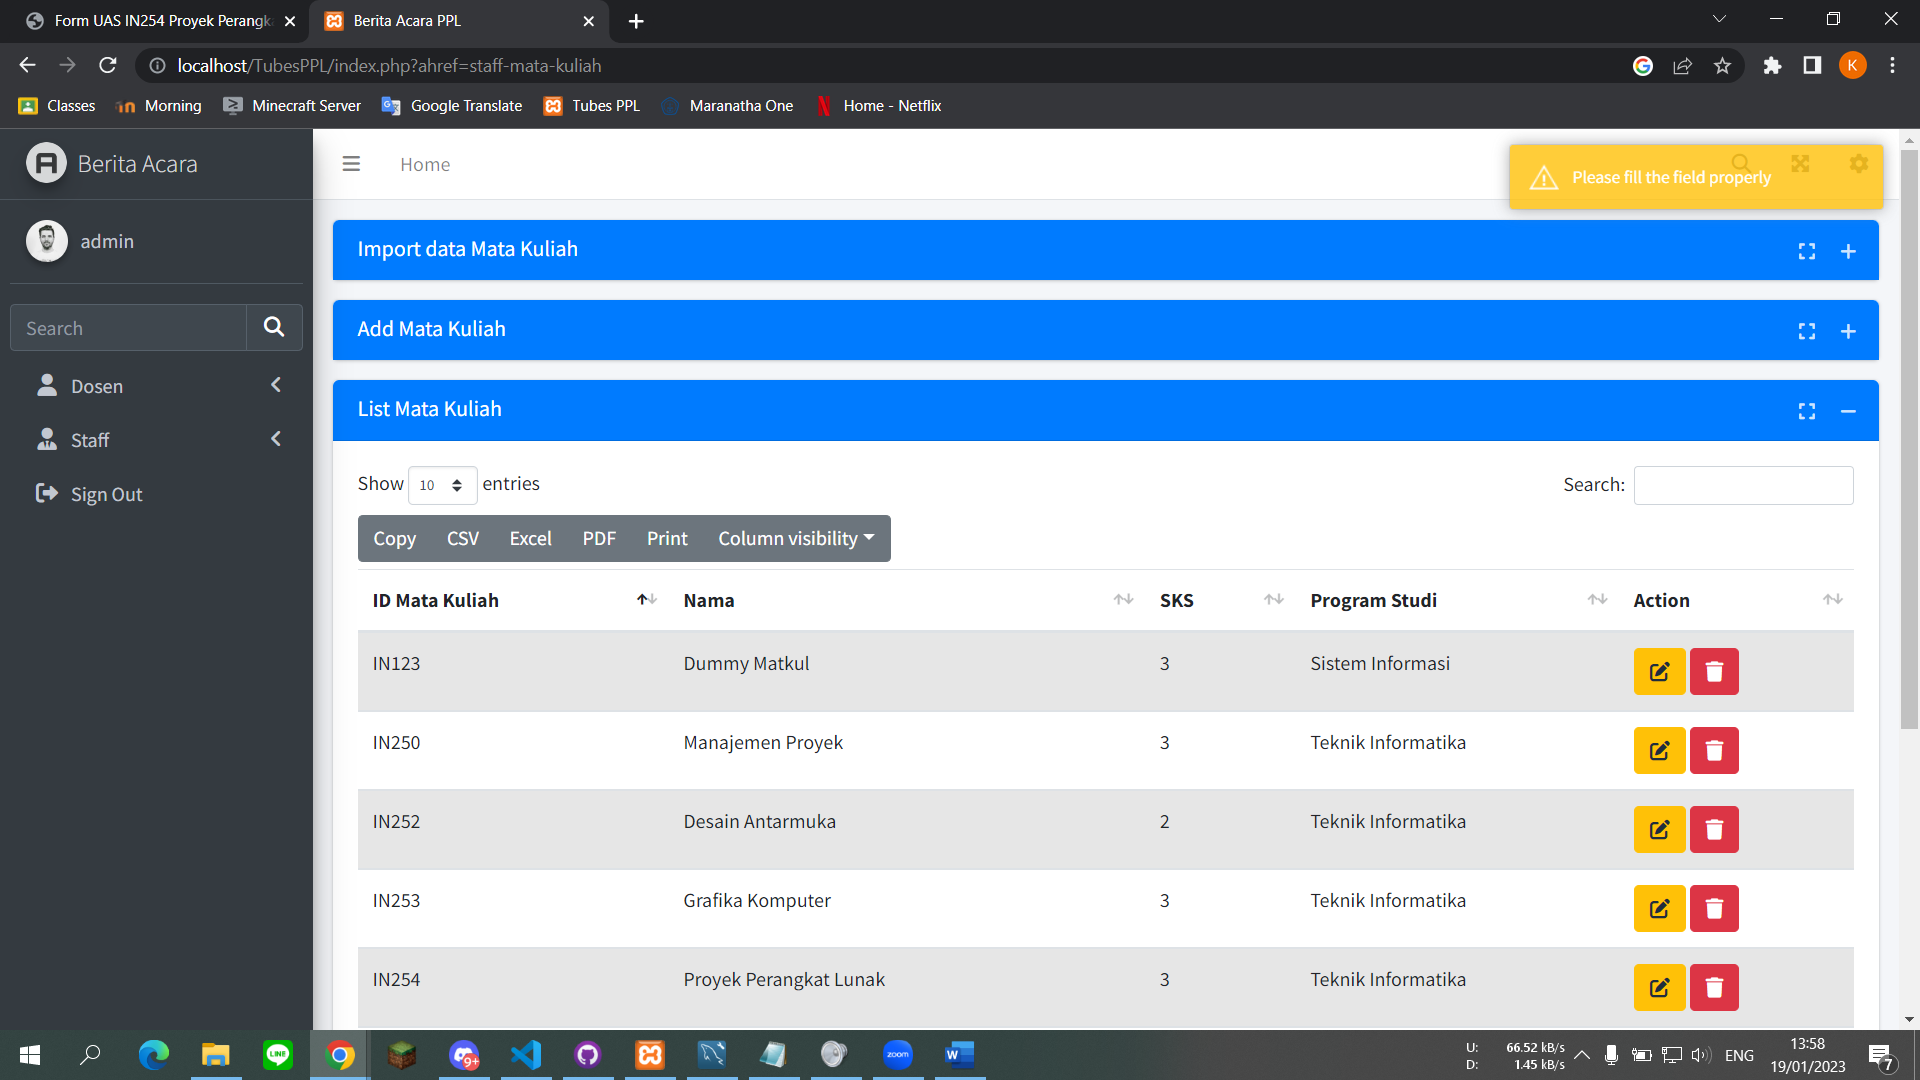 Form UAS IN254 Proyek Perangka
Berita Acara PPL
localhost/TubesPPL/index.php?ahref=staff-mata-kuliah
K
Classes
Morning
Minecraft Server
Google Translate
Tubes PPL
Maranatha One
Home - Netflix
Berita Acara
Home
Please fill the field properly
admin
Search
Dosen
Staff
Sign Out
Import data Mata Kuliah
Add Mata Kuliah
List Mata Kuliah
Show 10 entries
Search:
Copy CSV Excel PDF Print Column visibility
ID Mata Kuliah Nama SKS Program Studi Action
IN123 Dummy Matkul 3 Sistem Informasi
IN250 Manajemen Proyek 3 Teknik Informatika
IN252 Desain Antarmuka 2 Teknik Informatika
IN253 Grafika Komputer 3 Teknik Informatika
IN254 Proyek Perangkat Lunak 3 Teknik Informatika
LINE
9+
zoom
W
U: 66.52 kB/s
D: 1.45 kB/s
ENG
13:58
19/01/2023
7